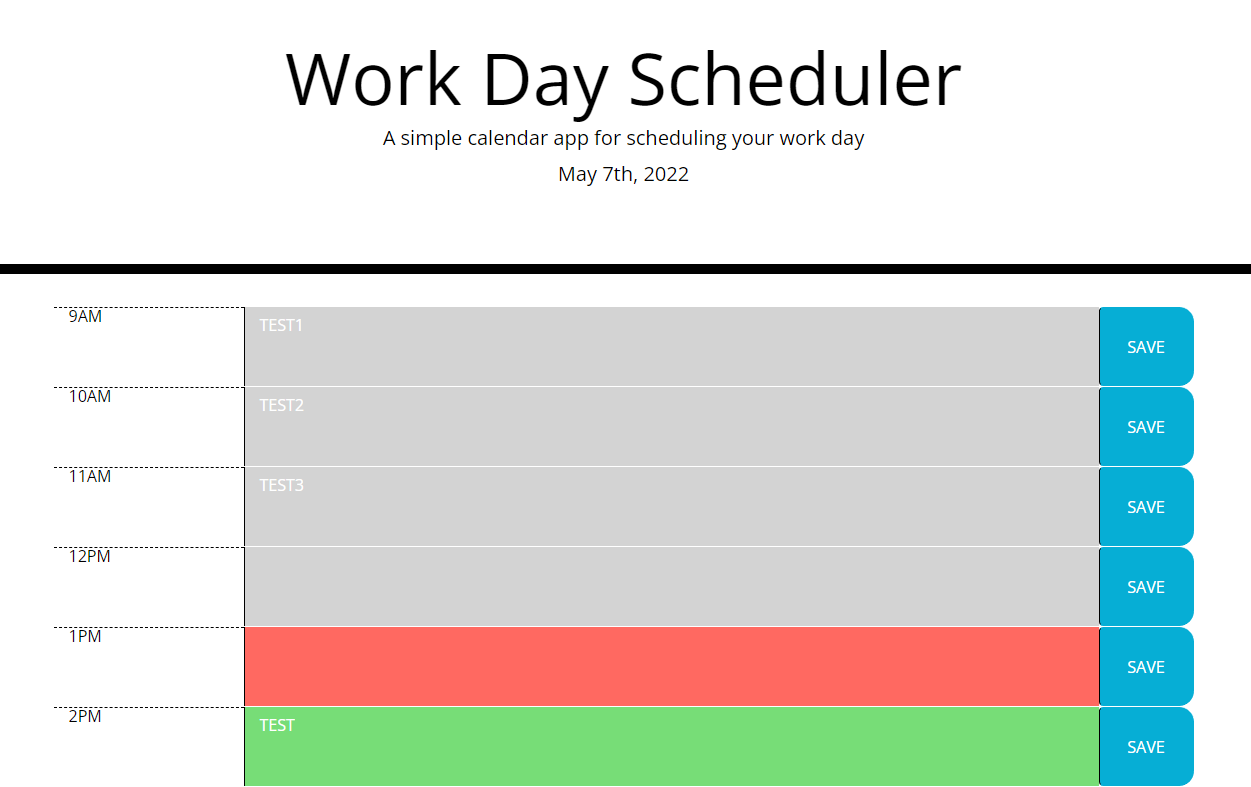 Work Day Scheduler
A simple calendar app for scheduling your work day
May 7th, 2022
9AM TEST1 SAVE
10AM TEST2 SAVE
11AM TEST3 SAVE
12PM SAVE
1PM SAVE
2PM TEST SAVE